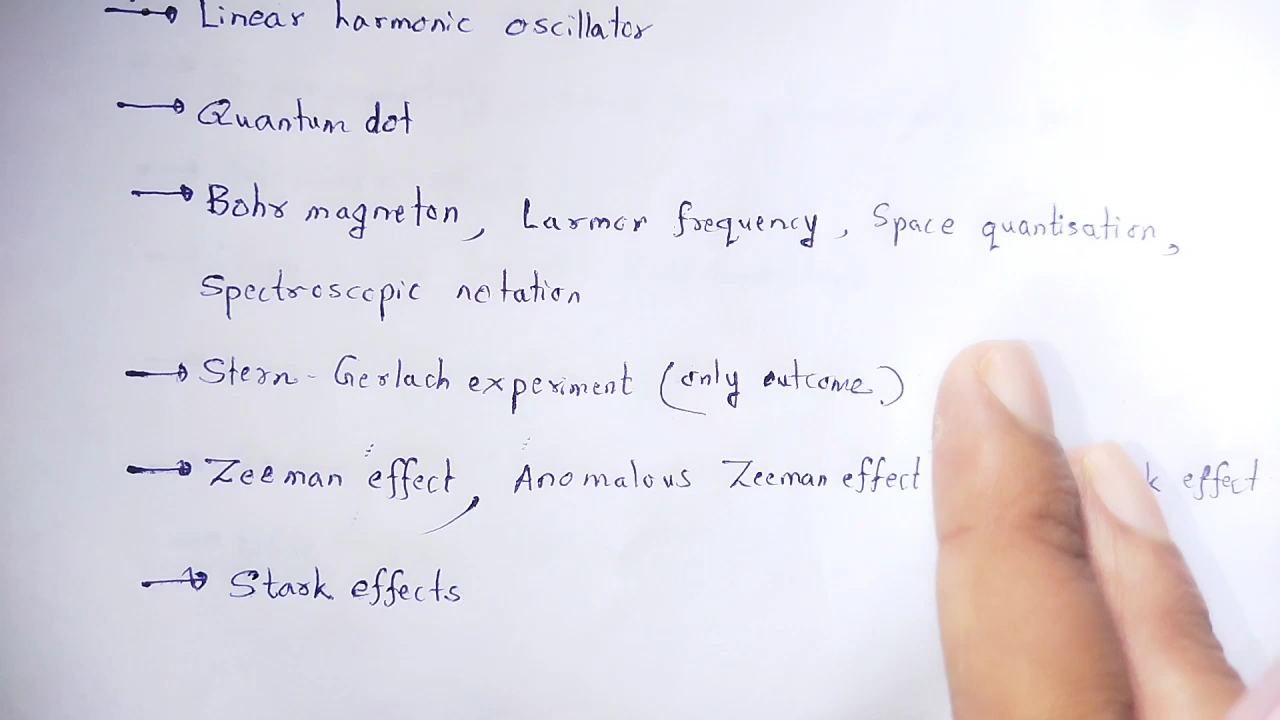 Linear harmonic oscillator
Quantum dot
Bohr magneton, Larmor frequency, Space quantisation,
Spectroscopic notation
Stern-Gerlach experiment (only outcome.)
Zeeman effect, Anomalous Zeeman effect effect
Stark effects